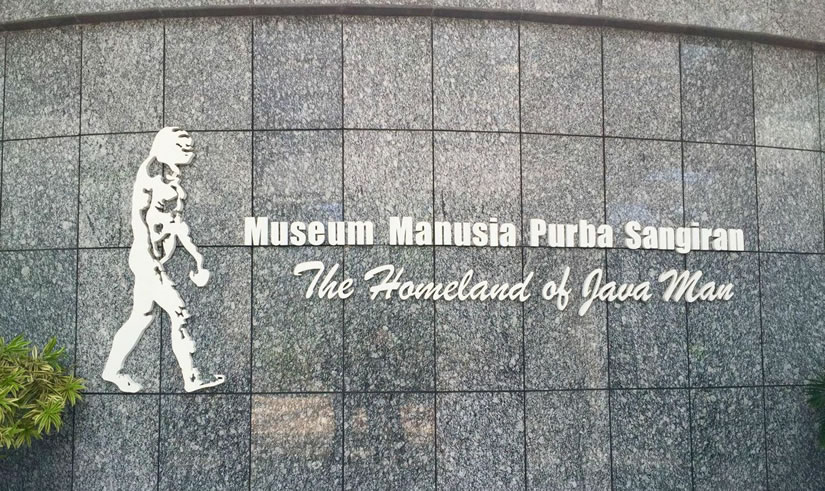 Museum Manusia Purba Sangiran
The Homeland of Java Man